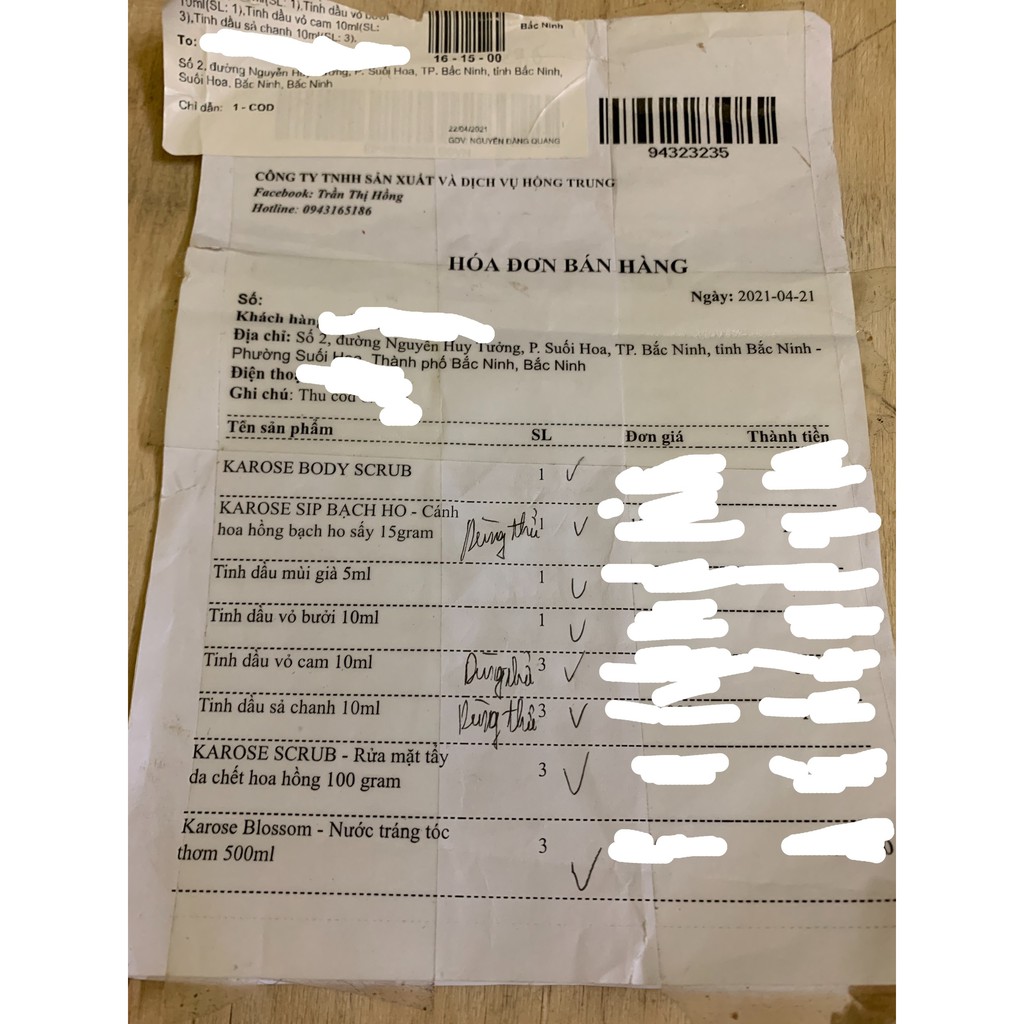 10ml(SL: 1),Tinh dầu vỏ cam 10ml(SL:
3),Tinh dầu sả chanh 10ml(SL: 3),
To:
Số 2, đường Nguyễn P. Suối Hoa, TP. Bắc Ninh, tỉnh Bắc Ninh,
Suối Hoa, Bắc Ninh, Bắc Ninh
Chỉ dẫn: 1 - COD
Bắc Ninh
16 - 15 - 00
22/04/2021
GDV: NGUYỄN ĐĂNG QUANG
94323235
CÔNG TY TNHH SẢN XUẤT VÀ DỊCH VỤ HỒNG TRUNG
Facebook: Trần Thị Hồng
Hotline: 0943165186
HÓA ĐƠN BÁN HÀNG
Ngày: 2021-04-21
Số:
Khách hàng
Địa chỉ: Số 2, đường Nguyễn Huy Tưởng, P. Suối Hoa, TP. Bắc Ninh, tỉnh Bắc Ninh -
Phường Suối Hoa, Thành phố Bắc Ninh, Bắc Ninh
Điện tho
Ghi chú: Thu cod
Tên sản phẩm SL Đơn giá Thành tiền
KAROSE BODY SCRUB 1
KAROSE SIP BẠCH HO - Cánh
hoa hồng bạch ho sấy 15gram Dùng thử 1
Tinh dầu mùi già 5ml 1
Tinh dầu vỏ bưởi 10ml 1
Tinh dầu vỏ cam 10ml Dùng thử 3
Tinh dầu sả chanh 10ml Dùng thử 3
KAROSE SCRUB - Rửa mặt tẩy
da chết hoa hồng 100 gram 3
Karose Blossom - Nước tráng tóc
thơm 500ml 3